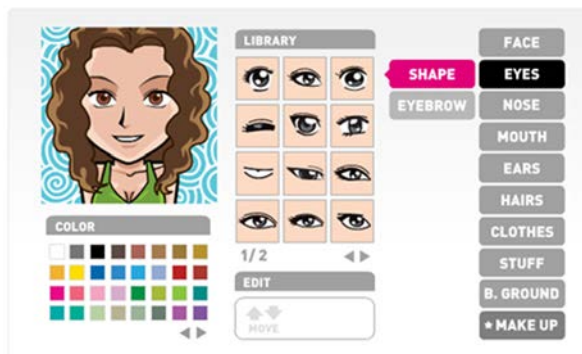 LIBRARY
COLOR
1/2
EDIT
MOVE
SHAPE
EYEBROW
FACE
EYES
NOSE
MOUTH
EARS
HAIRS
CLOTHES
STUFF
B. GROUND
★ MAKE UP